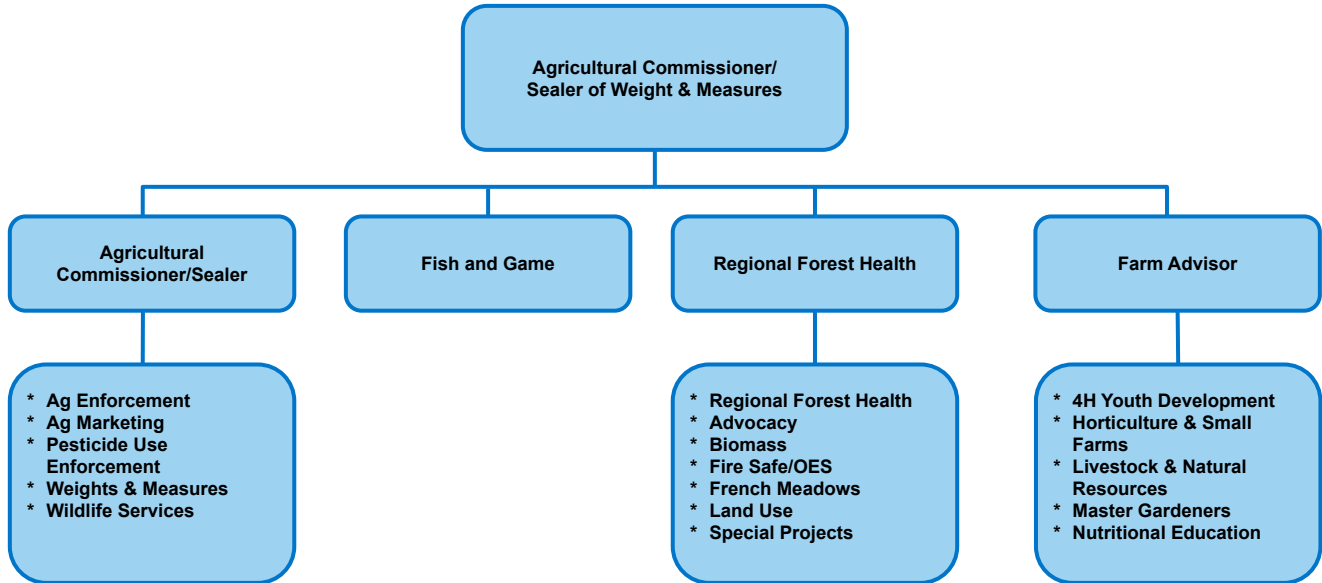 Agricultural Commissioner/
Sealer of Weight & Measures
Agricultural
Commissioner/Sealer
Fish and Game
Regional Forest Health
Farm Advisor
* Ag Enforcement
* Ag Marketing
* Pesticide Use
Enforcement
* Weights & Measures
* Wildlife Services
* Regional Forest Health
* Advocacy
* Biomass
* Fire Safe/OES
* French Meadows
* Land Use
* Special Projects
* 4H Youth Development
* Horticulture & Small
Farms
* Livestock & Natural
Resources
* Master Gardeners
* Nutritional Education